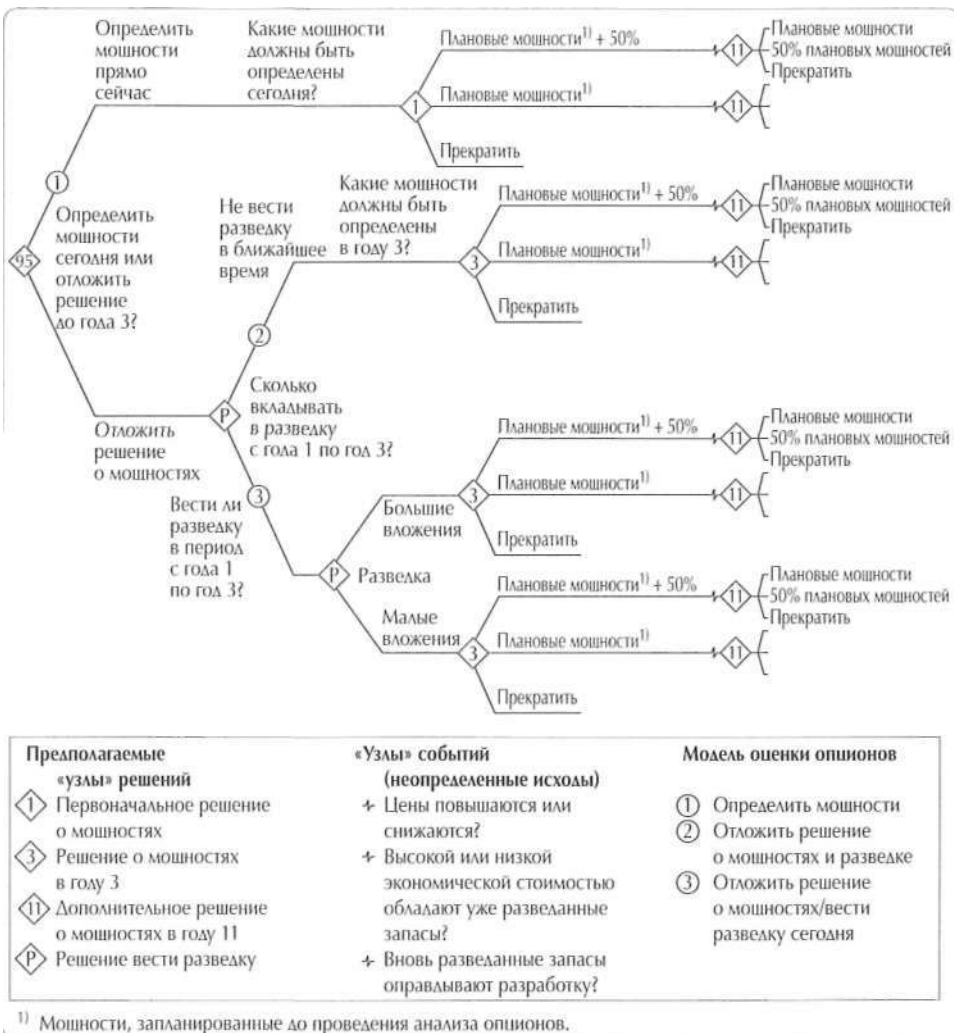 Определить
мощности
прямо
сейчас
Какие мощности
должны быть
определены
сегодня?
Плановые мощности1) + 50%
11
Плановые мощности
50% плановых мощностей
Прекратить
1
Плановые мощности1)
11
Прекратить
1
95
Определить
мощности
сегодня или
отложить
решение
до года 3?
Не вести
разведку
в ближайшее
время
Какие мощности
должны быть
определены
в году 3?
Плановые мощности1) + 50%
11
Плановые мощности
50% плановых мощностей
Прекратить
3
Плановые мощности1)
11
Прекратить
2
Отложить
решение
о мощностях
Р
Сколько
вкладывать
в разведку
с года 1 по год 3?
3
Вести ли
разведку
в период
с года 1
по год 3?
Р
Разведка
Большие
вложения
3
Плановые мощности1) + 50%
11
Плановые мощности
50% плановых мощностей
Прекратить
Плановые мощности1)
11
Прекратить
Малые
вложения
3
Плановые мощности1) + 50%
11
Плановые мощности
50% плановых мощностей
Прекратить
Плановые мощности1)
11
Прекратить
Предполагаемые
«узлы» решений
1 Первоначальное решение
о мощностях
3 Решение о мощностях
в году 3
11 Дополнительное решение
о мощностях в году 11
Р Решение вести разведку
«Узлы» событий
(неопределенные исходы)
Цены повышаются или
снижаются?
Высокой или низкой
экономической стоимостью
обладают уже разведанные
запасы?
Вновь разведанные запасы
оправдывают разработку?
Модель оценки опционов
1 Определить мощности
2 Отложить решение
о мощностях и разведке
3 Отложить решение
о мощностях/вести
разведку сегодня
1) Мощности, запланированные до проведения анализа опционов.